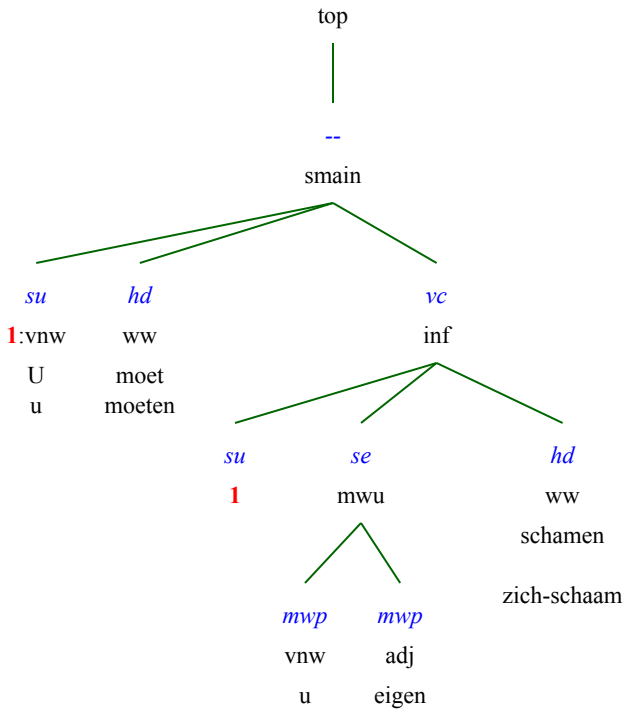 top
--
smain
su hd vc
1:vnw ww inf
U moet
u moeten
su se hd
1 mwu ww
schamen
zich-schaam
mwp mwp
vnw adj
u eigen